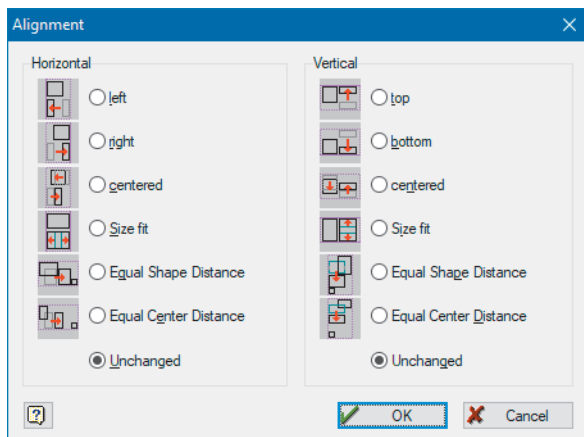 Alignment
Horizontal
left
right
centered
Size fit
Equal Shape Distance
Equal Center Distance
Unchanged
Vertical
top
bottom
centered
Size fit
Equal Shape Distance
Equal Center Distance
Unchanged
?
OK
Cancel